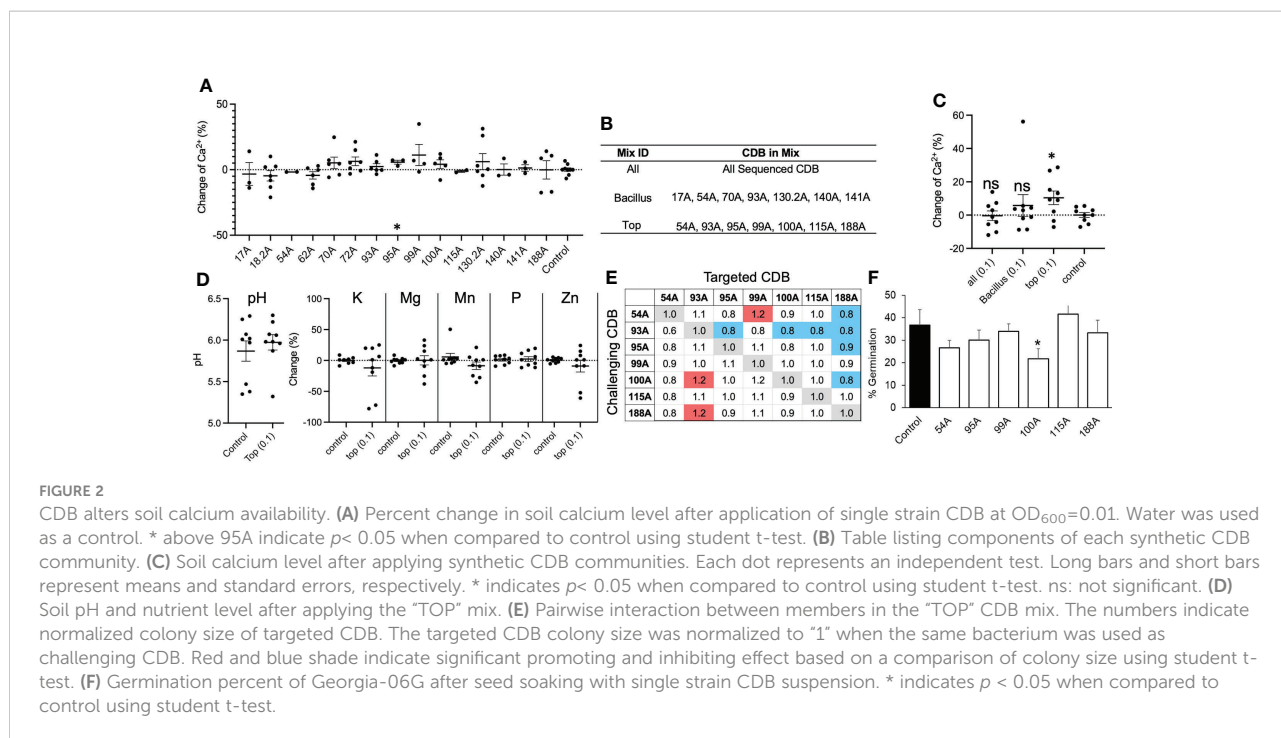 A
Change of Ca2+ (%)
50
0
-50
*
17A 18.2A 54A 62A 70A 72A 93A 95A 99A 100A 115A 130.2A 140A 141A 188A Control
B
Mix ID CDB in Mix
All All Sequenced CDB
Bacillus 17A, 54A, 70A, 93A, 130.2A, 140A, 141A
Top 54A, 93A, 95A, 99A, 100A, 115A, 188A
C
Change of Ca2+ (%)
60
40
20
0
-20
ns ns *
all (0.1) Bacillus (0.1) top (0.1) control
D
pH
pH
6.5
6.0
5.5
5.0
Control Top (0.1)
K Mg Mn P Zn
Change (%)
100
50
0
-50
-100
control top (0.1) control top (0.1) control top (0.1) control top (0.1) control top (0.1)
E
Targeted CDB
Challenging CDB
54A 93A 95A 99A 100A 115A 188A
54A 1.0 1.1 0.8 1.2 0.9 1.0 0.8
93A 0.6 1.0 0.8 0.8 0.8 0.8 0.8
95A 0.8 1.1 1.0 1.1 0.8 1.0 0.9
99A 0.9 1.0 0.9 1.0 1.0 1.0 0.9
100A 0.8 1.2 1.0 1.2 1.0 1.0 0.8
115A 0.8 1.1 1.0 1.1 0.9 1.0 1.0
188A 0.8 1.2 0.9 1.1 0.9 0.9 1.0
F
% Germination
50
40
30
20
10
0
*
Control 54A 95A 99A 100A 115A 188A
FIGURE 2
CDB alters soil calcium availability. (A) Percent change in soil calcium level after application of single strain CDB at OD600=0.01. Water was used
as a control. * above 95A indicate p< 0.05 when compared to control using student t-test. (B) Table listing components of each synthetic CDB
community. (C) Soil calcium level after applying synthetic CDB communities. Each dot represents an independent test. Long bars and short bars
represent means and standard errors, respectively. * indicates p< 0.05 when compared to control using student t-test. ns: not significant. (D)
Soil pH and nutrient level after applying the “TOP” mix. (E) Pairwise interaction between members in the “TOP” CDB mix. The numbers indicate
normalized colony size of targeted CDB. The targeted CDB colony size was normalized to “1” when the same bacterium was used as
challenging CDB. Red and blue shade indicate significant promoting and inhibiting effect based on a comparison of colony size using student t-
test. (F) Germination percent of Georgia-06G after seed soaking with single strain CDB suspension. * indicates p < 0.05 when compared to
control using student t-test.